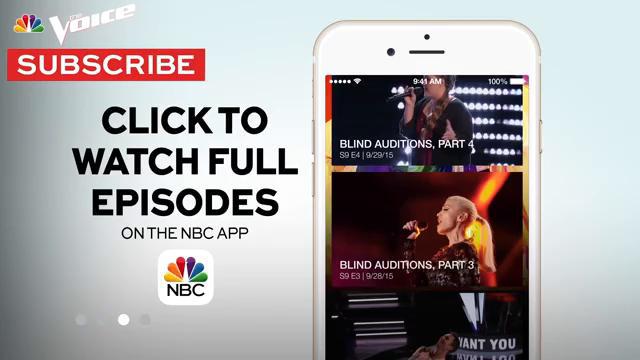 the Voice
SUBSCRIBE
CLICK TO
WATCH FULL
EPISODES
ON THE NBC APP
NBC
9:41 AM
100%
BLIND AUDITIONS, PART 4
S9 E4 | 9/29/15
BLIND AUDITIONS, PART 3
S9 E3 | 9/28/15
WANT YOU